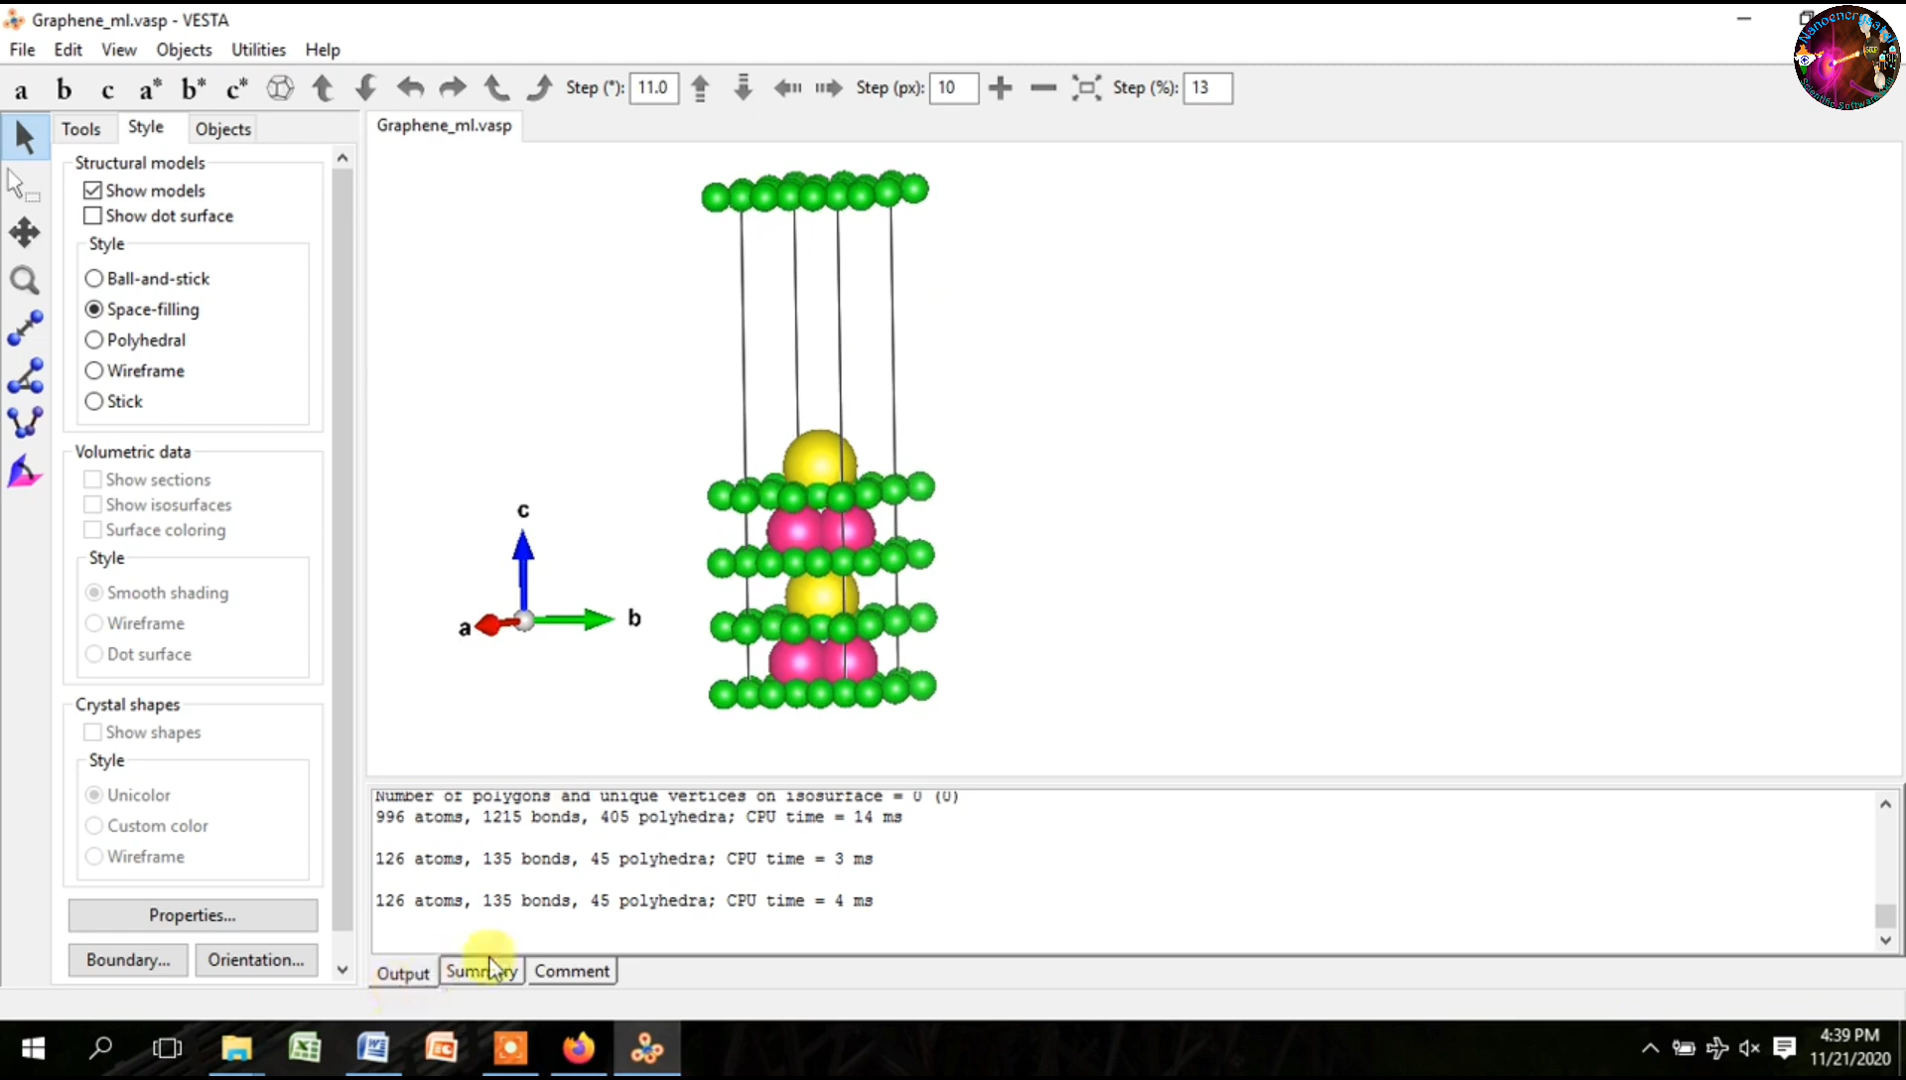 Graphene_ml.vasp - VESTA
File Edit View Objects Utilities Help
a b c a* b* c* Step (°): 11.0 Step (px): 10 Step (%): 13
Tools Style Objects
Graphene_ml.vasp
Structural models
Show models
Show dot surface
Style
Ball-and-stick
Space-filling
Polyhedral
Wireframe
Stick
Volumetric data
Show sections
Show isosurfaces
Surface coloring
Style
Smooth shading
Wireframe
Dot surface
Crystal shapes
Show shapes
Style
Unicolor
Custom color
Wireframe
Properties...
Boundary... Orientation...
c
a
b
Number of polygons and unique vertices on isosurface = 0 (0)
996 atoms, 1215 bonds, 405 polyhedra; CPU time = 14 ms
126 atoms, 135 bonds, 45 polyhedra; CPU time = 3 ms
126 atoms, 135 bonds, 45 polyhedra; CPU time = 4 ms
Output Summary Comment
4:39 PM
11/21/2020